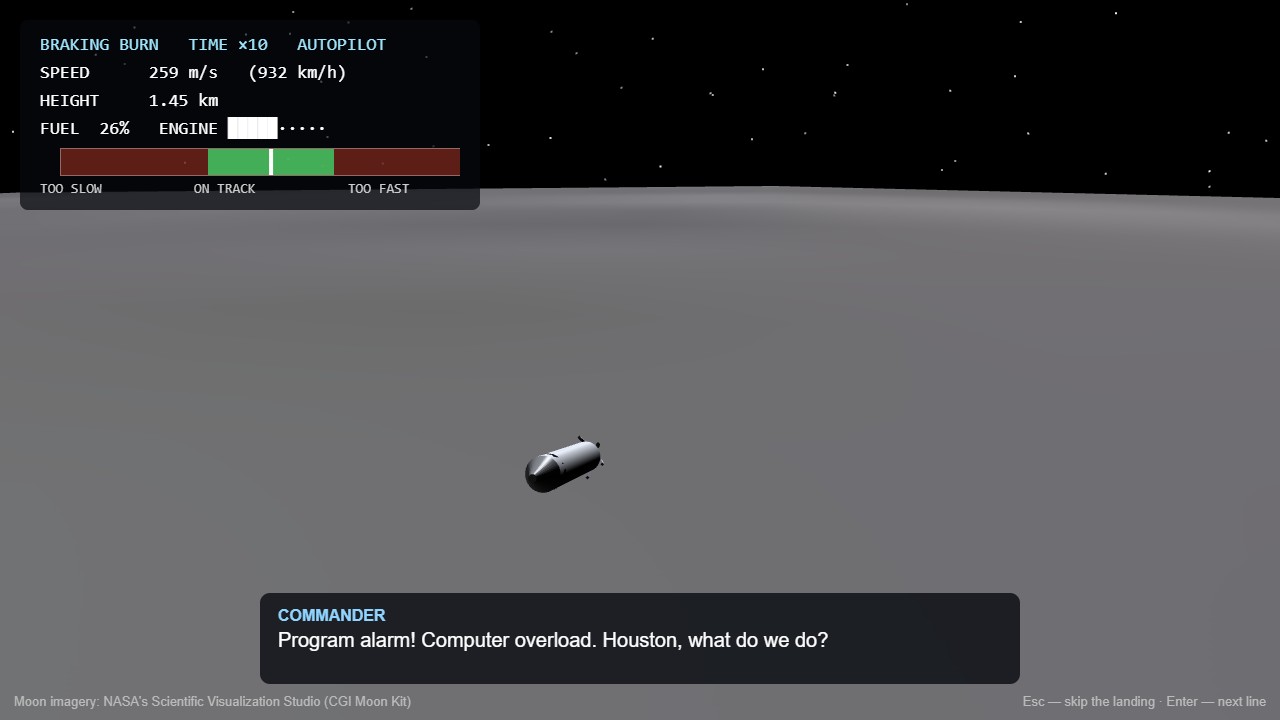 BRAKING BURN TIME ×10 AUTOPILOT
SPEED 259 m/s (932 km/h)
HEIGHT 1.45 km
FUEL 26% ENGINE █████·····
TOO SLOW ON TRACK TOO FAST
COMMANDER
Program alarm! Computer overload. Houston, what do we do?
Moon imagery: NASA's Scientific Visualization Studio (CGI Moon Kit)
Esc — skip the landing · Enter — next line